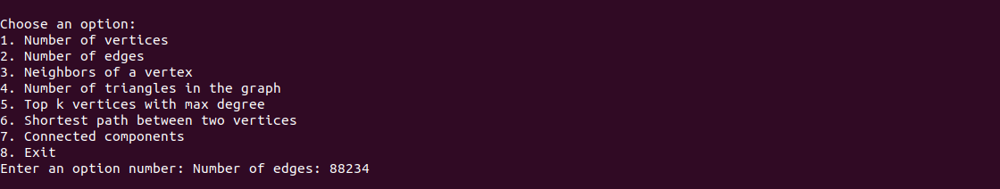 Choose an option:
1. Number of vertices
2. Number of edges
3. Neighbors of a vertex
4. Number of triangles in the graph
5. Top k vertices with max degree
6. Shortest path between two vertices
7. Connected components
8. Exit
Enter an option number: Number of edges: 88234